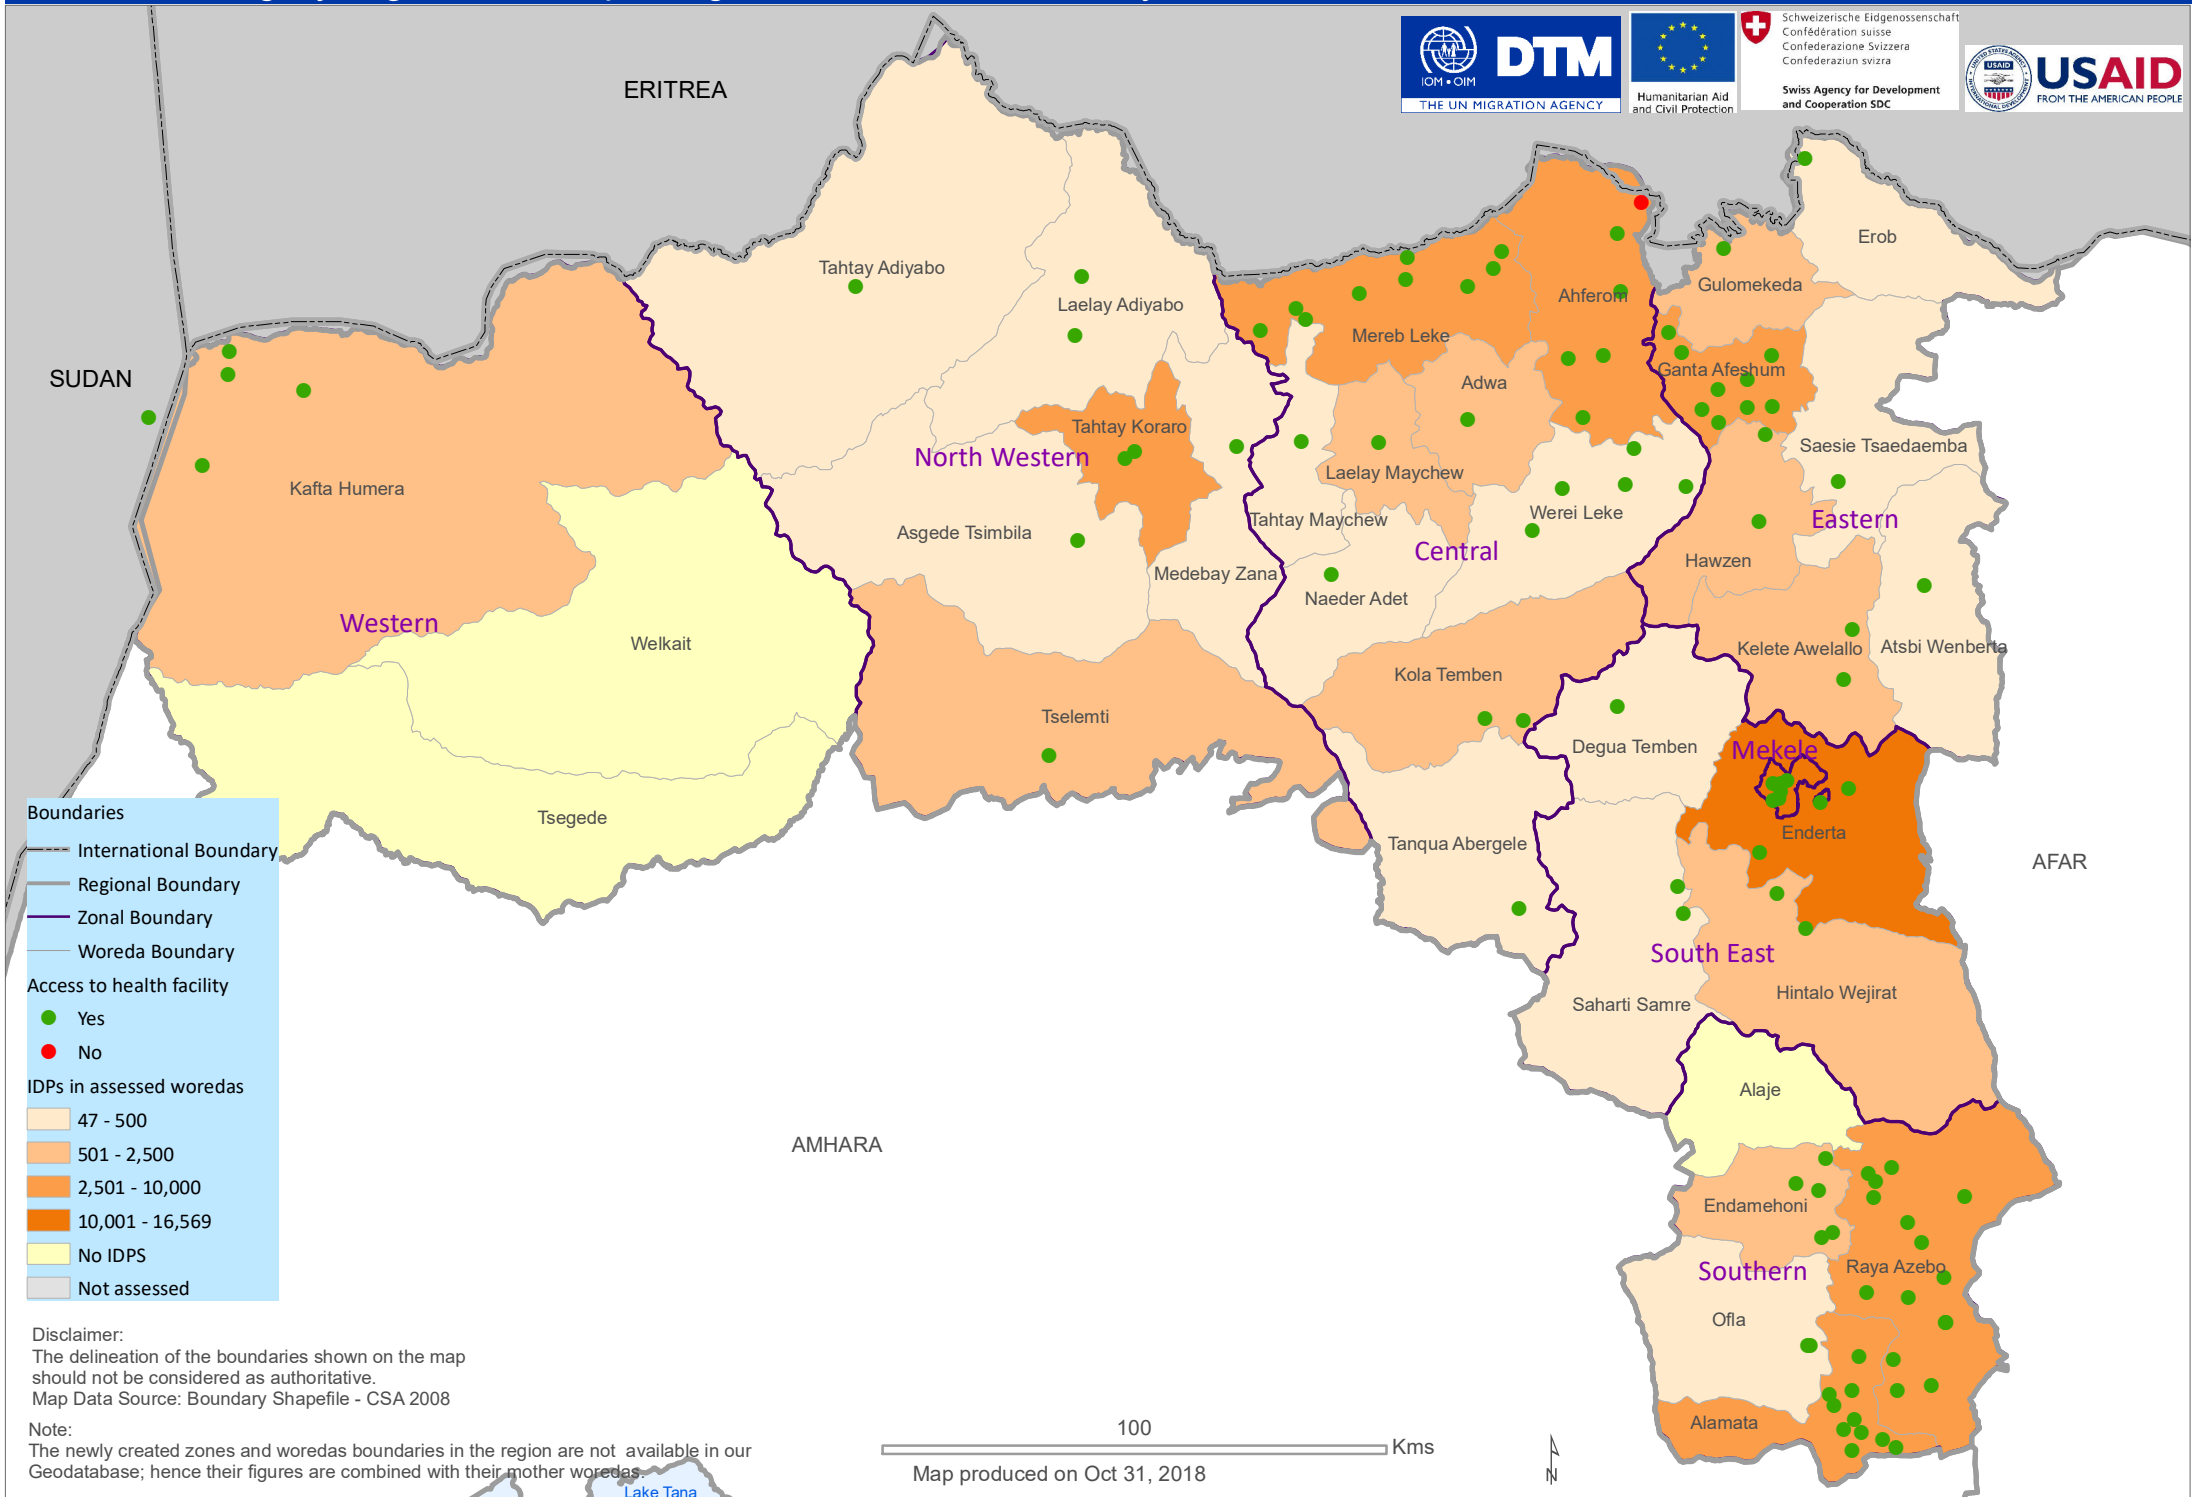 ERITREA
IOM • OIM
DTM
THE UN MIGRATION AGENCY
Humanitarian Aid
and Civil Protection
Schweizerische Eidgenossenschaft
Confédération suisse
Confederazione Svizzera
Confederaziun svizra
Swiss Agency for Development
and Cooperation SDC
USAID
USAID
FROM THE AMERICAN PEOPLE
Erob
Tahtay Adiyabo
Laelay Adiyabo
Gulomekeda
Ahferom
Mereb Leke
SUDAN
Adwa
Ganta Afeshum
Tahtay Koraro
North Western
Saesie Tsaedaemba
Laelay Maychew
Kafta Humera
Werei Leke
Tahtay Maychew
Eastern
Asgede Tsimbila
Central
Hawzen
Medebay Zana
Naeder Adet
Western
Welkait
Kelete Awelallo
Atsbi Wenberta
Kola Temben
Tselemti
Degua Temben
Mekele
Tsegede
Enderta
Tanqua Abergele
AFAR
South East
Hintalo Wejirat
Saharti Samre
Alaje
AMHARA
Endamehoni
Raya Azebo
Southern
Ofla
Alamata
Boundaries
International Boundary
Regional Boundary
Zonal Boundary
Woreda Boundary
Access to health facility
Yes
No
IDPs in assessed woredas
47 - 500
501 - 2,500
2,501 - 10,000
10,001 - 16,569
No IDPS
Not assessed
Disclaimer:
The delineation of the boundaries shown on the map
should not be considered as authoritative.
Map Data Source: Boundary Shapefile - CSA 2008
Note:
The newly created zones and woredas boundaries in the region are not available in our
Geodatabase; hence their figures are combined with their mother woredas.
Lake Tana
100
Kms
Map produced on Oct 31, 2018
N